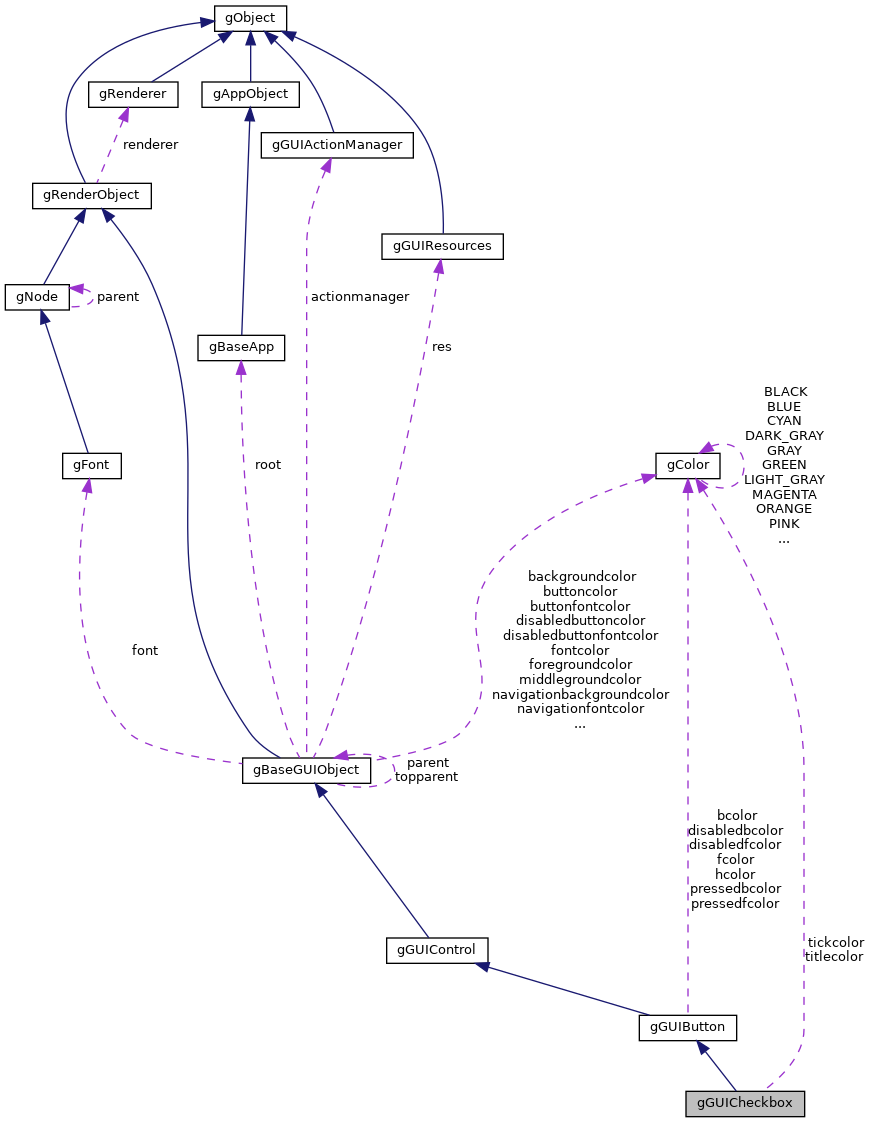 gObject
gRenderer
gAppObject
gGUIActionManager
renderer
gRenderObject
gGUIResources
gNode
parent
actionmanager
gBaseApp
res
BLACK
BLUE
CYAN
DARK_GRAY
GRAY
GREEN
LIGHT_GRAY
MAGENTA
ORANGE
PINK
...
gFont
root
gColor
backgroundcolor
buttoncolor
buttonfontcolor
disabledbuttoncolor
disabledbuttonfontcolor
fontcolor
foregroundcolor
middlegroundcolor
navigationbackgroundcolor
navigationfontcolor
...
font
gBaseGUIObject
parent
topparent
bcolor
disabledbcolor
disabledfcolor
fcolor
hcolor
pressedbcolor
pressedfcolor
gGUIControl
tickcolor
titlecolor
gGUIButton
gGUICheckbox